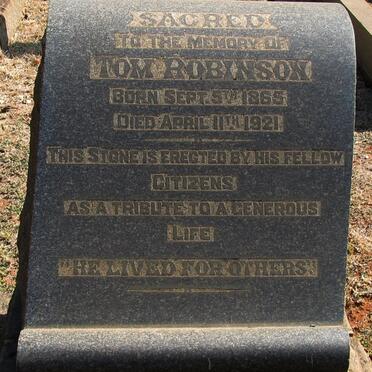 SACRED
TO THE MEMORY OF
TOM ROBINSON
BORN SEPT. 5TH 1865
DIED APRIL 11TH 1921.
THIS STONE IS ERECTED BY HIS FELLOW
CITIZENS
AS A TRIBUTE TO A GENEROUS
LIFE
"HE LIVED FOR OTHERS."